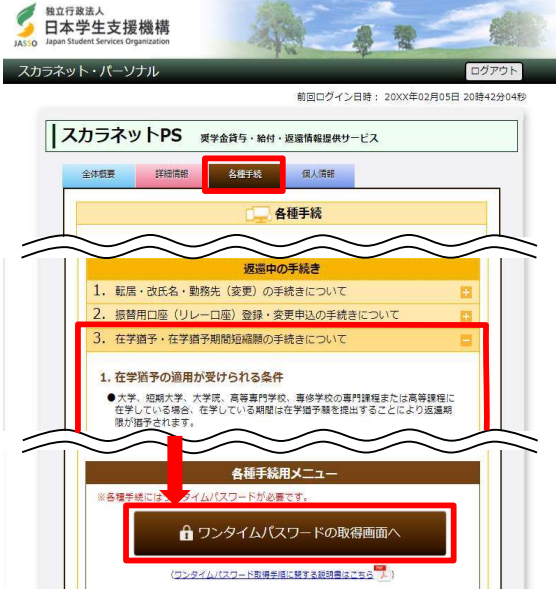 独立行政法人
日本学生支援機構
JASSO Japan Student Services Organization
スカラネット・パーソナル
ログアウト
前回ログイン日時： 20XX年02月05日 20時42分04秒
スカラネットPS 奨学金貸与・給付・返還情報提供サービス
全体概要 詳細情報 各種手続 個人情報
各種手続
返還中の手続き
1. 転居・改氏名・勤務先（変更）の手続きについて
2. 振替用口座（リレー口座）登録・変更申込の手続きについて
3. 在学猶予・在学猶予期間短縮願の手続きについて
1. 在学猶予の適用が受けられる条件
●大学、短期大学、大学院、高等専門学校、専修学校の専門課程または高等課程に
在学している場合、在学している期間は在学猶予願を提出することにより返還期
限が猶予されます。
各種手続用メニュー
※各種手続にはワンタイムパスワードが必要です。
ワンタイムパスワードの取得画面へ
（ワンタイムパスワード取得手順に関する説明書はこちら ）